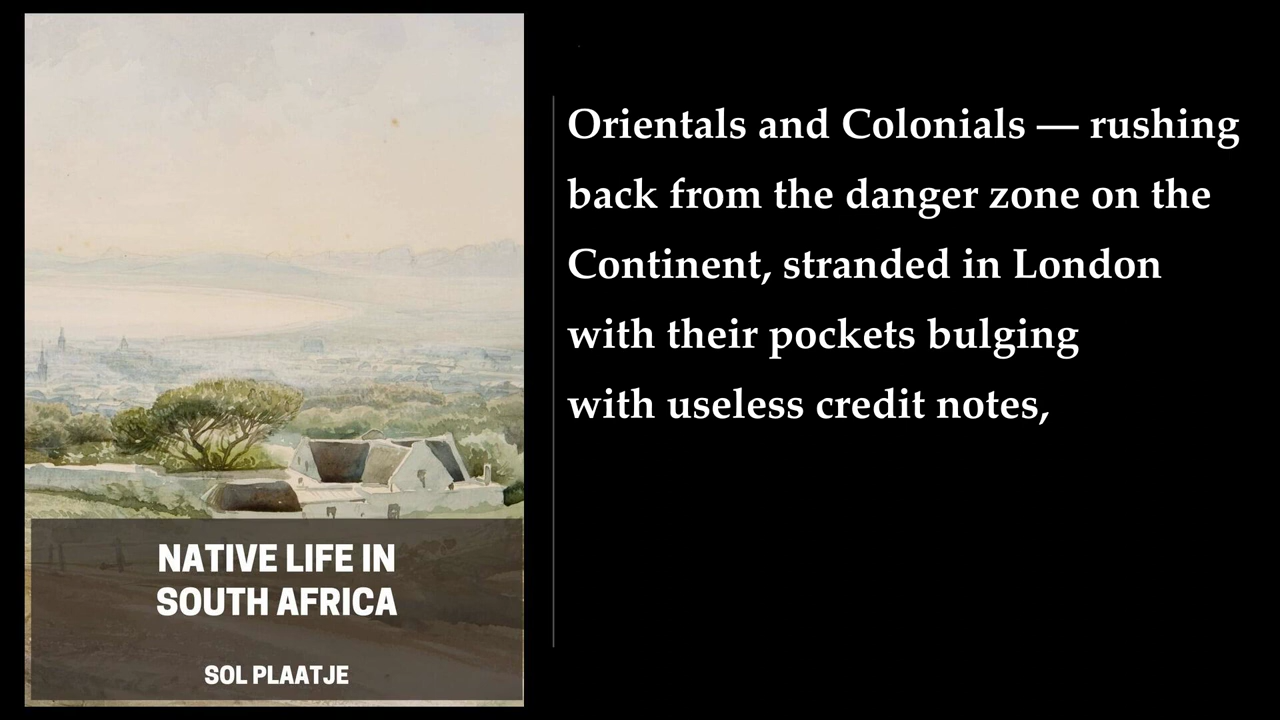 NATIVE LIFE IN
SOUTH AFRICA
SOL PLAATJE
Orientals and Colonials — rushing
back from the danger zone on the
Continent, stranded in London
with their pockets bulging
with useless credit notes,